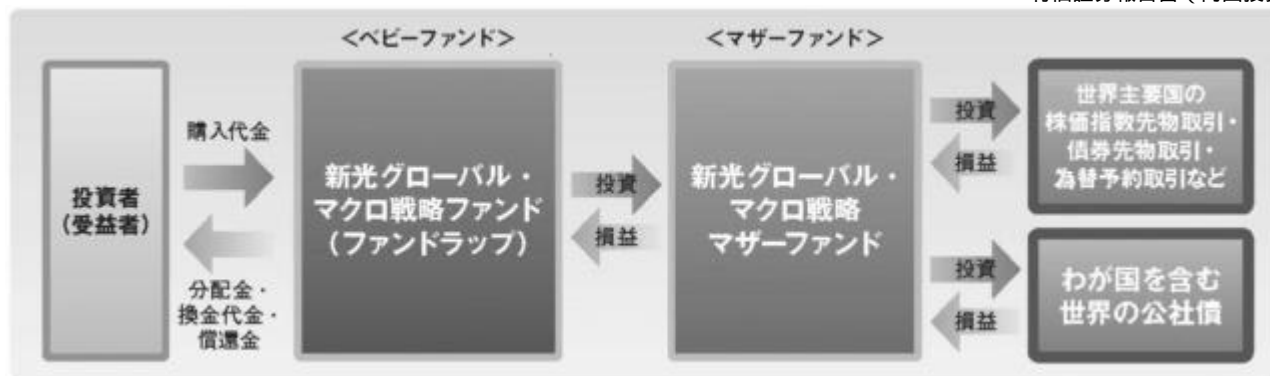 <ベビーファンド>
<マザーファンド>
投資者
(受益者)
購入代金
分配金・
換金代金・
償還金
新光グローバル・
マクロ戦略ファンド
(ファンドラップ)
投資
損益
新光グローバル・
マクロ戦略
マザーファンド
投資
損益
世界主要国の
株価指数先物取引・
債券先物取引・
為替予約取引など
投資
損益
わが国を含む
世界の公社債